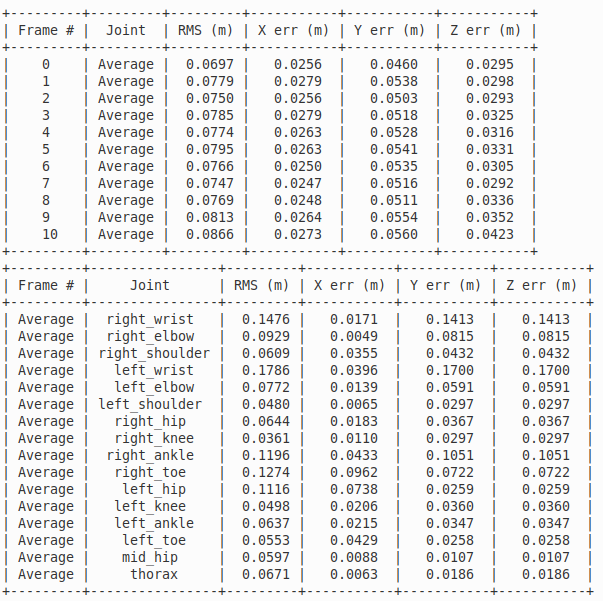 +---------+---------+---------+-----------+-----------+-----------+
| Frame # |  Joint  | RMS (m) | X err (m) | Y err (m) | Z err (m) |
+---------+---------+---------+-----------+-----------+-----------+
|    0    | Average |  0.0697 |   0.0256  |   0.0460  |   0.0295  |
|    1    | Average |  0.0779 |   0.0279  |   0.0538  |   0.0298  |
|    2    | Average |  0.0750 |   0.0256  |   0.0503  |   0.0293  |
|    3    | Average |  0.0785 |   0.0279  |   0.0518  |   0.0325  |
|    4    | Average |  0.0774 |   0.0263  |   0.0528  |   0.0316  |
|    5    | Average |  0.0795 |   0.0263  |   0.0541  |   0.0331  |
|    6    | Average |  0.0766 |   0.0250  |   0.0535  |   0.0305  |
|    7    | Average |  0.0747 |   0.0247  |   0.0516  |   0.0292  |
|    8    | Average |  0.0769 |   0.0248  |   0.0511  |   0.0336  |
|    9    | Average |  0.0813 |   0.0264  |   0.0554  |   0.0352  |
|    10   | Average |  0.0866 |   0.0273  |   0.0560  |   0.0423  |
+---------+---------+---------+-----------+-----------+-----------+
+---------+----------------+---------+-----------+-----------+-----------+
| Frame # |     Joint      | RMS (m) | X err (m) | Y err (m) | Z err (m) |
+---------+----------------+---------+-----------+-----------+-----------+
| Average |  right_wrist   |  0.1476 |   0.0171  |   0.1413  |   0.1413  |
| Average |  right_elbow   |  0.0929 |   0.0049  |   0.0815  |   0.0815  |
| Average | right_shoulder |  0.0609 |   0.0355  |   0.0432  |   0.0432  |
| Average |   left_wrist   |  0.1786 |   0.0396  |   0.1700  |   0.1700  |
| Average |   left_elbow   |  0.0772 |   0.0139  |   0.0591  |   0.0591  |
| Average | left_shoulder  |  0.0480 |   0.0065  |   0.0297  |   0.0297  |
| Average |   right_hip    |  0.0644 |   0.0183  |   0.0367  |   0.0367  |
| Average |   right_knee   |  0.0361 |   0.0110  |   0.0297  |   0.0297  |
| Average |  right_ankle   |  0.1196 |   0.0433  |   0.1051  |   0.1051  |
| Average |   right_toe    |  0.1274 |   0.0962  |   0.0722  |   0.0722  |
| Average |    left_hip    |  0.1116 |   0.0738  |   0.0259  |   0.0259  |
| Average |   left_knee    |  0.0498 |   0.0206  |   0.0360  |   0.0360  |
| Average |   left_ankle   |  0.0637 |   0.0215  |   0.0347  |   0.0347  |
| Average |    left_toe    |  0.0553 |   0.0429  |   0.0258  |   0.0258  |
| Average |    mid_hip     |  0.0597 |   0.0088  |   0.0107  |   0.0107  |
| Average |     thorax     |  0.0671 |   0.0063  |   0.0186  |   0.0186  |
+---------+----------------+---------+-----------+-----------+-----------+